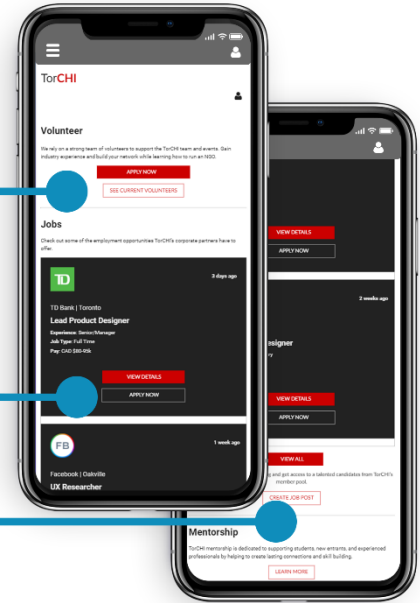 TorCHI
Volunteer
We rely on a strong team of volunteers to support the TorCHI team and events. Gain
industry experience and build your network while learning how to run an NGO.
APPLY NOW
SEE CURRENT VOLUNTEERS
Jobs
Check out some of the employment opportunities TorCHI's corporate partners have to
offer.
TD
3 days ago
TD Bank | Toronto
Lead Product Designer
Experience: Senior/Manager
Job Type: Full Time
Pay: CAD $86-95k
VIEW DETAILS
APPLY NOW
FB
1 week ago
Facebook | Oakville
UX Researcher
VIEW DETAILS
APPLY NOW
2 weeks ago
VIEW DETAILS
APPLY NOW
VIEW ALL
and get access to a talented candidates from TorCHI's
member pool.
CREATE JOB POST
Mentorship
TorCHI mentorship is dedicated to supporting students, new entrants, and experienced
professionals by helping to create lasting connections and skill building.
LEARN MORE